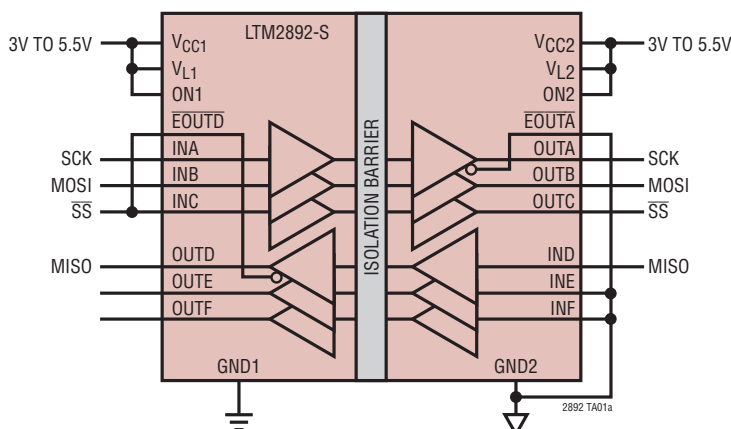 LTM2892-S
3V TO 5.5V
VCC1
VL1
ON1
EOUTD
SCK
INA
MOSI
INB
SS
INC
MISO
OUTD
OUTE
OUTF
GND1
ISOLATION BARRIER
VCC2
3V TO 5.5V
VL2
ON2
EOUTA
OUTA
SCK
OUTB
MOSI
OUTC
SS
IND
MISO
INE
INF
GND2
2892 TA01a